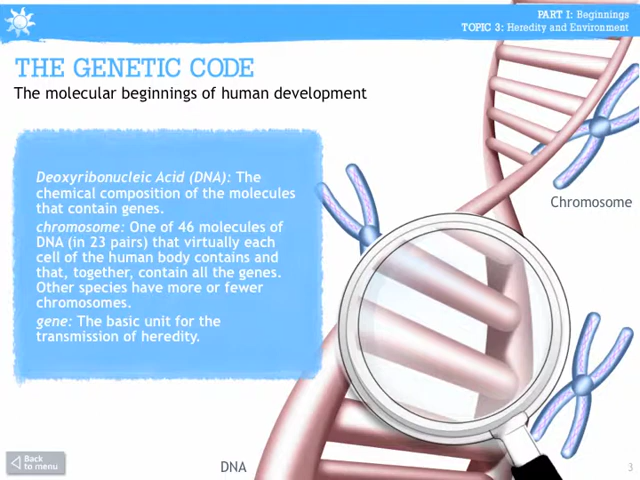 PART I: Beginnings
TOPIC 3: Heredity and Environment
THE GENETIC CODE
The molecular beginnings of human development
Deoxyribonucleic Acid (DNA): The
chemical composition of the molecules
that contain genes.
chromosome: One of 46 molecules of
DNA (in 23 pairs) that virtually each
cell of the human body contains and
that, together, contain all the genes.
Other species have more or fewer
chromosomes.
gene: The basic unit for the
transmission of heredity.
Chromosome
DNA
Back
to menu
3